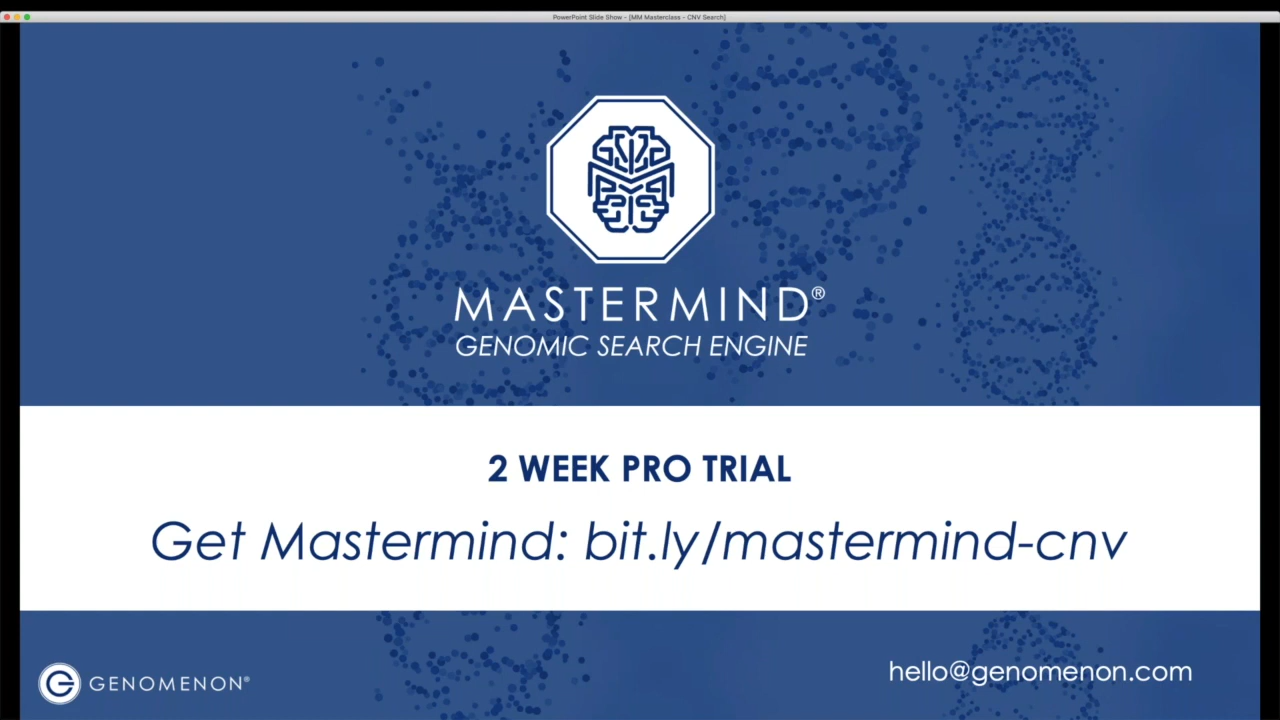 PowerPoint Slide Show - [MM Masterclass - CNV Search]
MASTERMIND®
GENOMIC SEARCH ENGINE
2 WEEK PRO TRIAL
Get Mastermind: bit.ly/mastermind-cnv
GENOMENON®
hello@genomenon.com